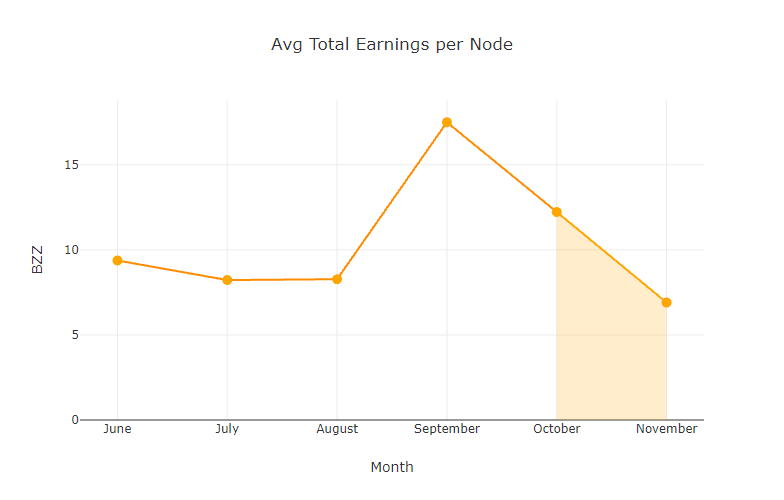 Avg Total Earnings per Node
BZZ
15
10
5
0
June July August September October November
Month